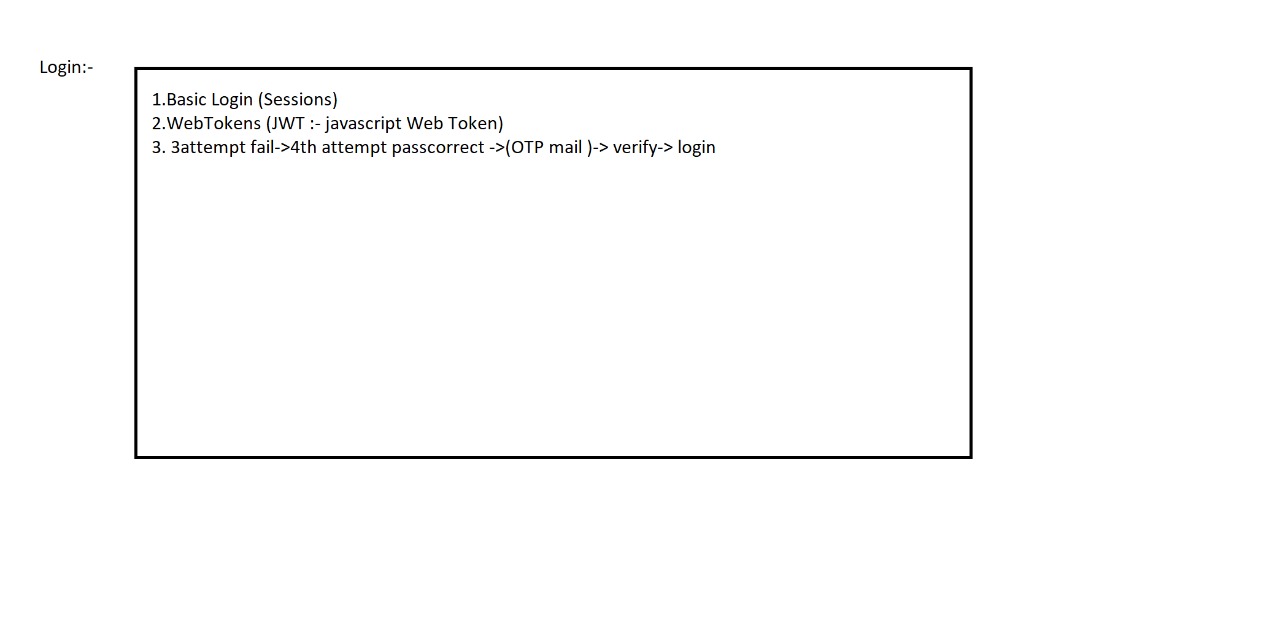 Login:-
1.Basic Login (Sessions)
2.WebTokens (JWT :- javascript Web Token)
3. 3attempt fail->4th attempt passcorrect ->(OTP mail )-> verify-> login